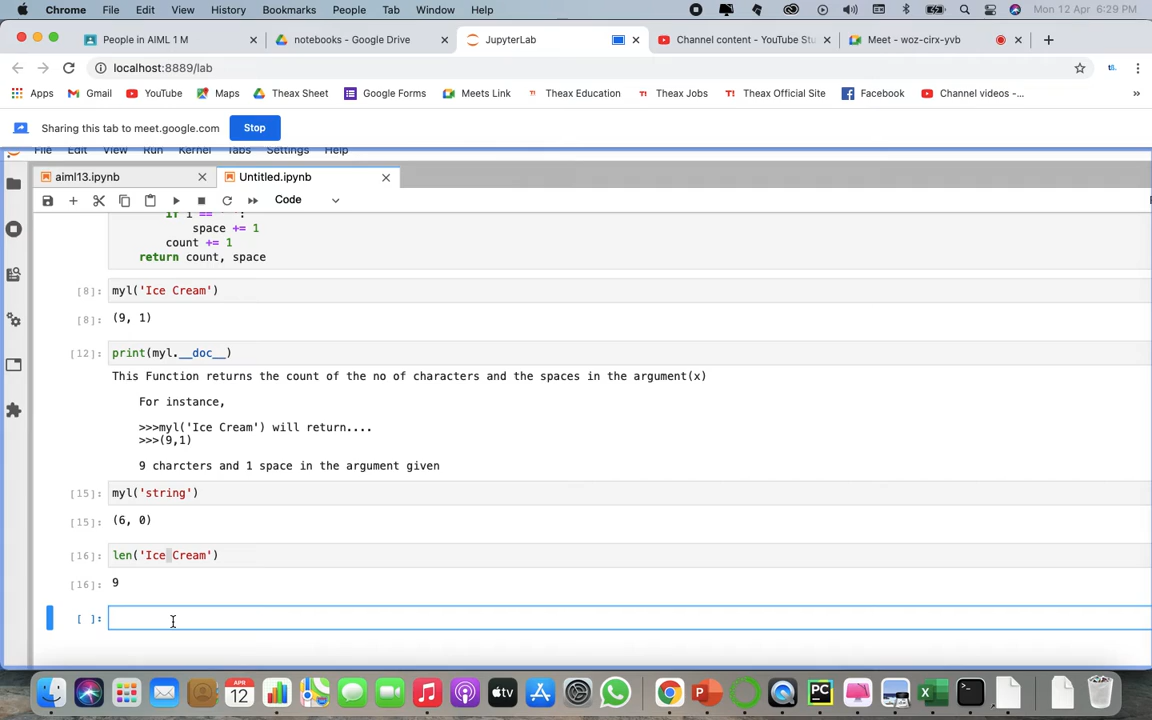 Chrome File Edit View History Bookmarks People Tab Window Help Mon 12 Apr 6:29 PM
People in AIML 1 M notebooks - Google Drive JupyterLab Channel content - YouTube Stu Meet - woz-cirx-yvb
localhost:8889/lab
Apps Gmail YouTube Maps Theax Sheet Google Forms Meets Link Theax Education Theax Jobs Theax Official Site Facebook Channel videos -... »
Sharing this tab to meet.google.com Stop
File Edit View Run Kernel Tabs Settings Help
aiml13.ipynb Untitled.ipynb
Code
if i == ' ':
space += 1
count += 1
return count, space
[8]: myl('Ice Cream')
[8]: (9, 1)
[12]: print(myl.__doc__)
This Function returns the count of the no of characters and the spaces in the argument(x)
For instance,
>>>myl('Ice Cream') will return....
>>>(9,1)
9 charcters and 1 space in the argument given
[15]: myl('string')
[15]: (6, 0)
[16]: len('Ice Cream')
[16]: 9
[ ]:
12